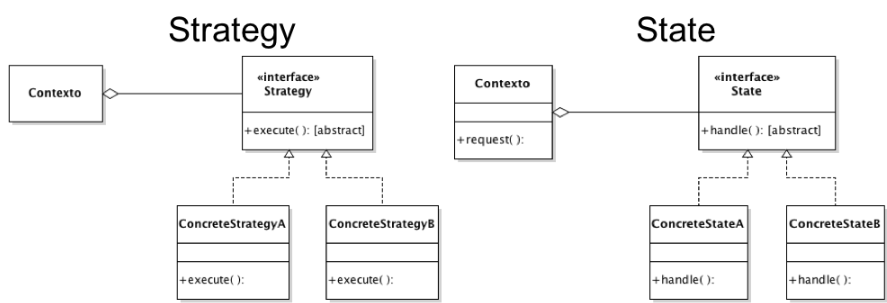 Strategy
Contexto
«interface»
Strategy
+execute( ): [abstract]
ConcreteStrategyA
+execute( ):
ConcreteStrategyB
+execute( ):
State
Contexto
+request( ):
«interface»
State
+handle( ): [abstract]
ConcreteStateA
+handle( ):
ConcreteStateB
+handle( ):